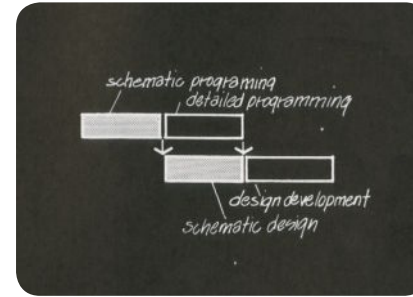 schematic programing
detailed programming
design development
schematic design